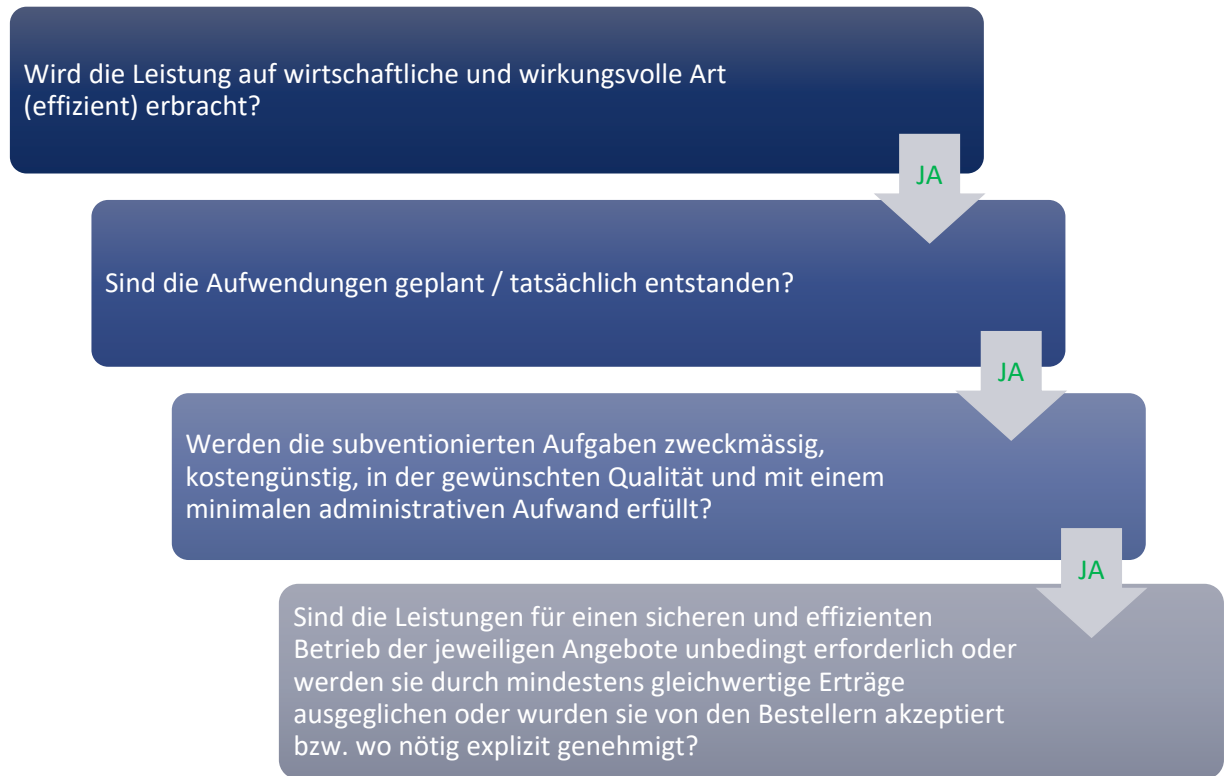 Wird die Leistung auf wirtschaftliche und wirkungsvolle Art
(effizient) erbracht?
JA
Sind die Aufwendungen geplant / tatsächlich entstanden?
JA
Werden die subventionierten Aufgaben zweckmässig,
kostengünstig, in der gewünschten Qualität und mit einem
minimalen administrativen Aufwand erfüllt?
JA
Sind die Leistungen für einen sicheren und effizienten
Betrieb der jeweiligen Angebote unbedingt erforderlich oder
werden sie durch mindestens gleichwertige Erträge
ausgeglichen oder wurden sie von den Bestellern akzeptiert
bzw. wo nötig explizit genehmigt?